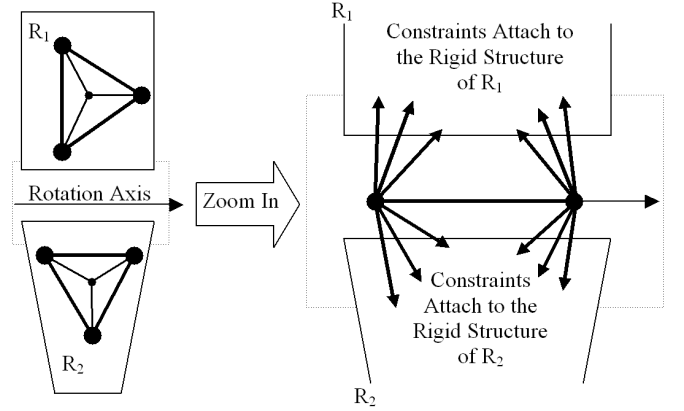 R1
Rotation Axis
R2
Zoom In
R1
Constraints Attach to
the Rigid Structure
of R1
Constraints
Attach to the
Rigid Structure
of R2
R2